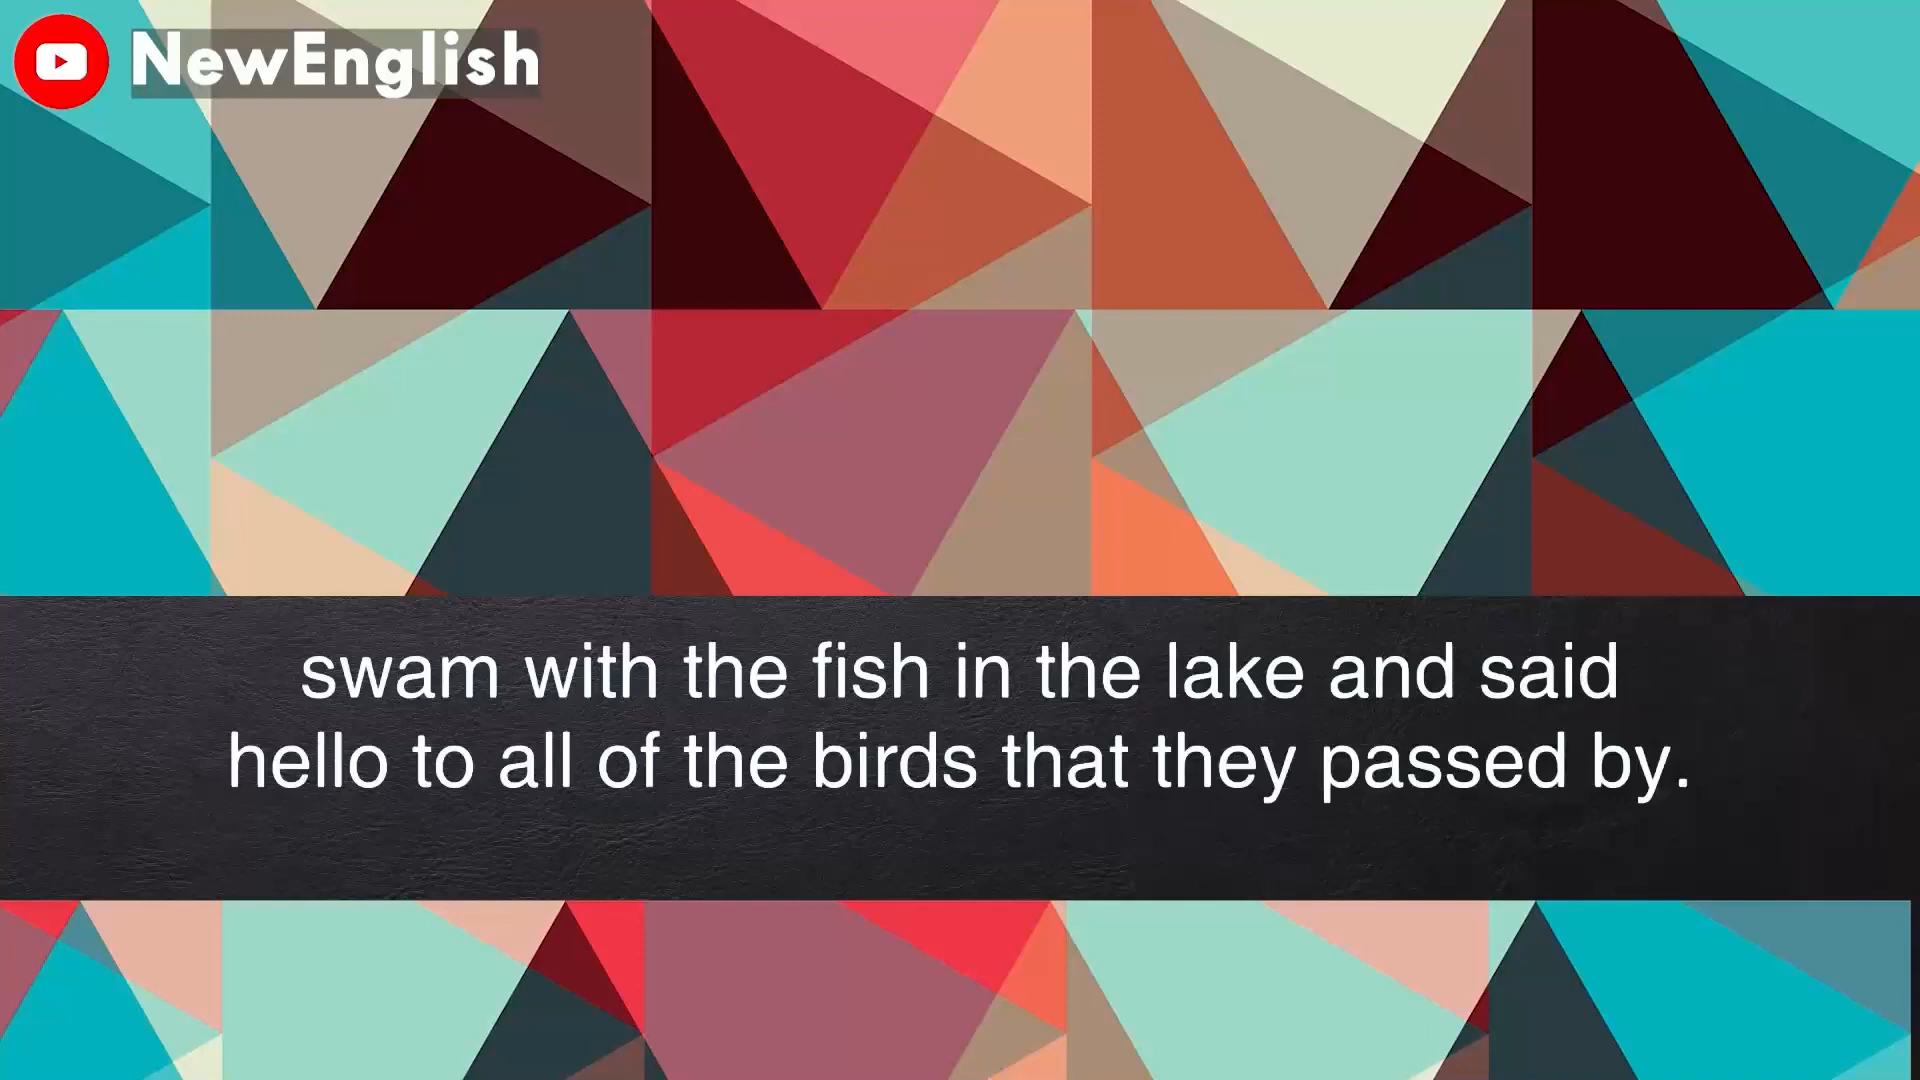 NewEnglish
swam with the fish in the lake and said
hello to all of the birds that they passed by.